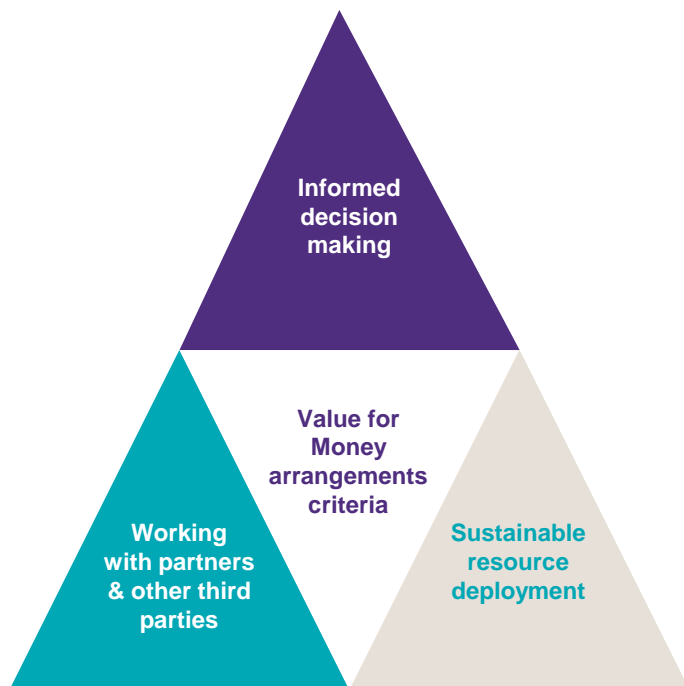 Informed
decision
making
Value for
Money
arrangements
criteria
Working
with partners
& other third
parties
Sustainable
resource
deployment